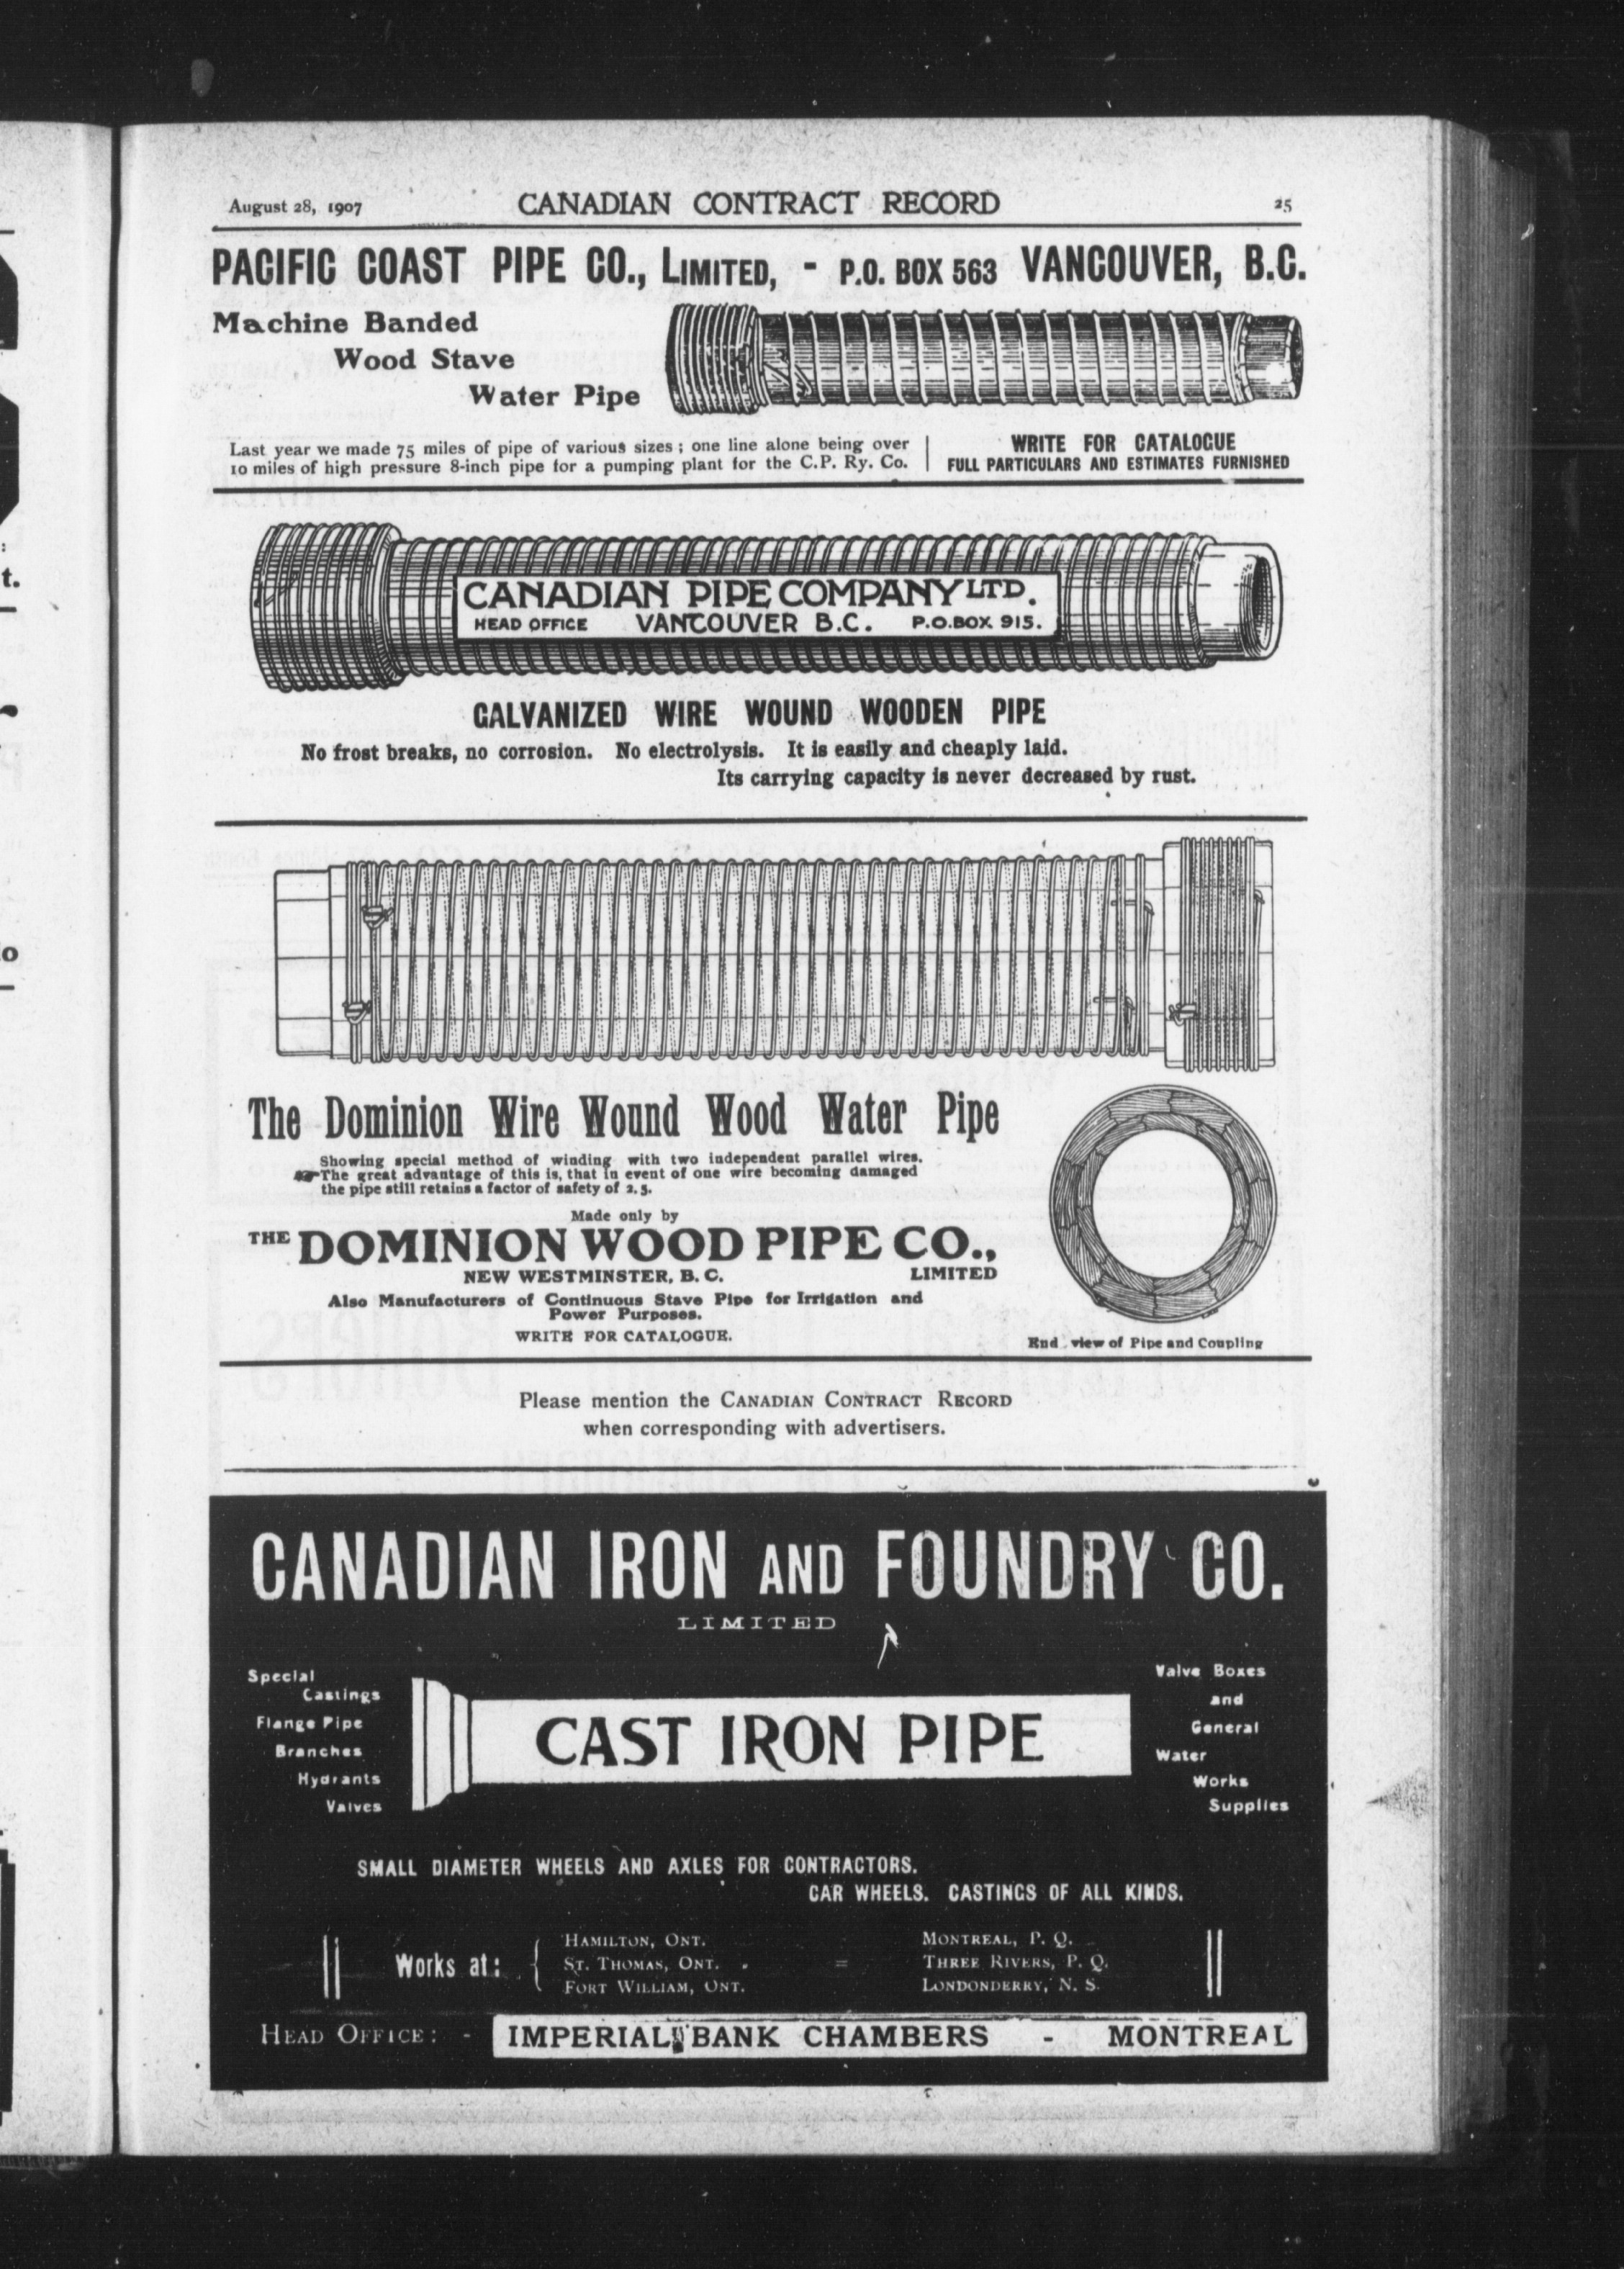 August 28, 1907 CANADIAN CONTRACT RECORD 25
PACIFIC COAST PIPE CO., LIMITED, - P.O. BOX 563 VANCOUVER, B.C.
Machine Banded
Wood Stave
Water Pipe
Last year we made 75 miles of pipe of various sizes; one line alone being over
10 miles of high pressure 8-inch pipe for a pumping plant for the C.P. Ry. Co.
WRITE FOR CATALOGUE
FULL PARTICULARS AND ESTIMATES FURNISHED
CANADIAN PIPE COMPANY LTD.
HEAD OFFICE VANCOUVER B.C. P.O. BOX 915.
GALVANIZED WIRE WOUND WOODEN PIPE
No frost breaks, no corrosion. No electrolysis. It is easily and cheaply laid.
Its carrying capacity is never decreased by rust.
The Dominion Wire Wound Wood Water Pipe
Showing special method of winding with two independent parallel wires.
The great advantage of this is, that in event of one wire becoming damaged
the pipe still retains a factor of safety of 2.5.
Made only by
THE DOMINION WOOD PIPE CO.,
NEW WESTMINSTER, B. C. LIMITED
Also Manufacturers of Continuous Stave Pipe for Irrigation and
Power Purposes.
WRITE FOR CATALOGUE.
End view of Pipe and Coupling
Please mention the CANADIAN CONTRACT RECORD
when corresponding with advertisers.
CANADIAN IRON AND FOUNDRY CO.
LIMITED
Special
Castings
Flange Pipe
Branches
Hydrants
Valves
CAST IRON PIPE
Valve Boxes
and
General
Water
Works
Supplies
SMALL DIAMETER WHEELS AND AXLES FOR CONTRACTORS.
CAR WHEELS. CASTINGS OF ALL KINDS.
Works at:
HAMILTON, ONT.
ST. THOMAS, ONT.
FORT WILLIAM, ONT.
=
MONTREAL, P. Q.
THREE RIVERS, P. Q.
LONDONDERRY, N. S.
HEAD OFFICE: - IMPERIAL BANK CHAMBERS - MONTREAL